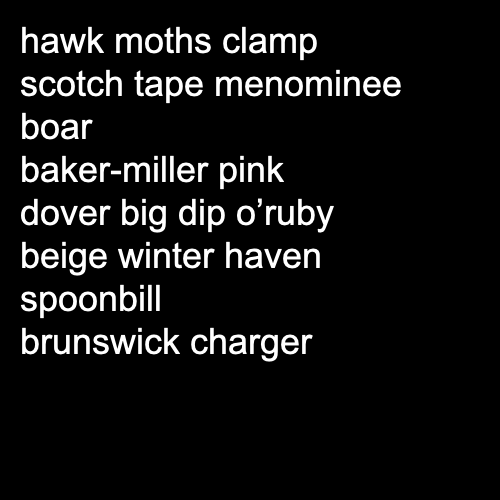 hawk moths clamp
scotch tape menominee
boar
baker-miller pink
dover big dip o’ruby
beige winter haven
spoonbill
brunswick charger